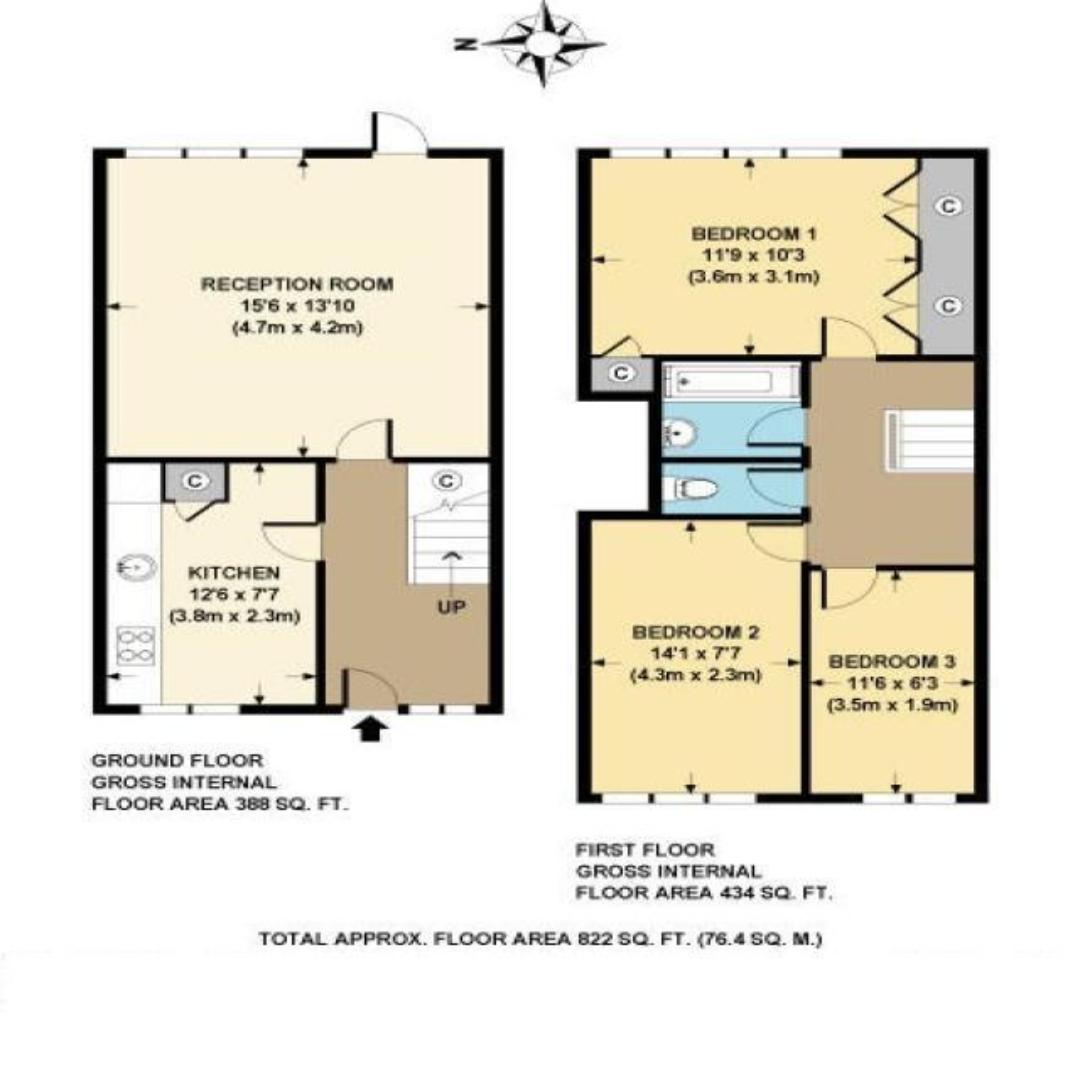 N
RECEPTION ROOM
15'6 x 13'10
(4.7m x 4.2m)
C
C
KITCHEN
12'6 x 7'7
(3.8m x 2.3m)
UP
GROUND FLOOR
GROSS INTERNAL
FLOOR AREA 388 SQ. FT.
BEDROOM 1
11'9 x 10'3
(3.6m x 3.1m)
C
C
C
BEDROOM 2
14'1 x 7'7
(4.3m x 2.3m)
BEDROOM 3
11'6 x 6'3
(3.5m x 1.9m)
FIRST FLOOR
GROSS INTERNAL
FLOOR AREA 434 SQ. FT.
TOTAL APPROX. FLOOR AREA 822 SQ. FT. (76.4 SQ. M.)